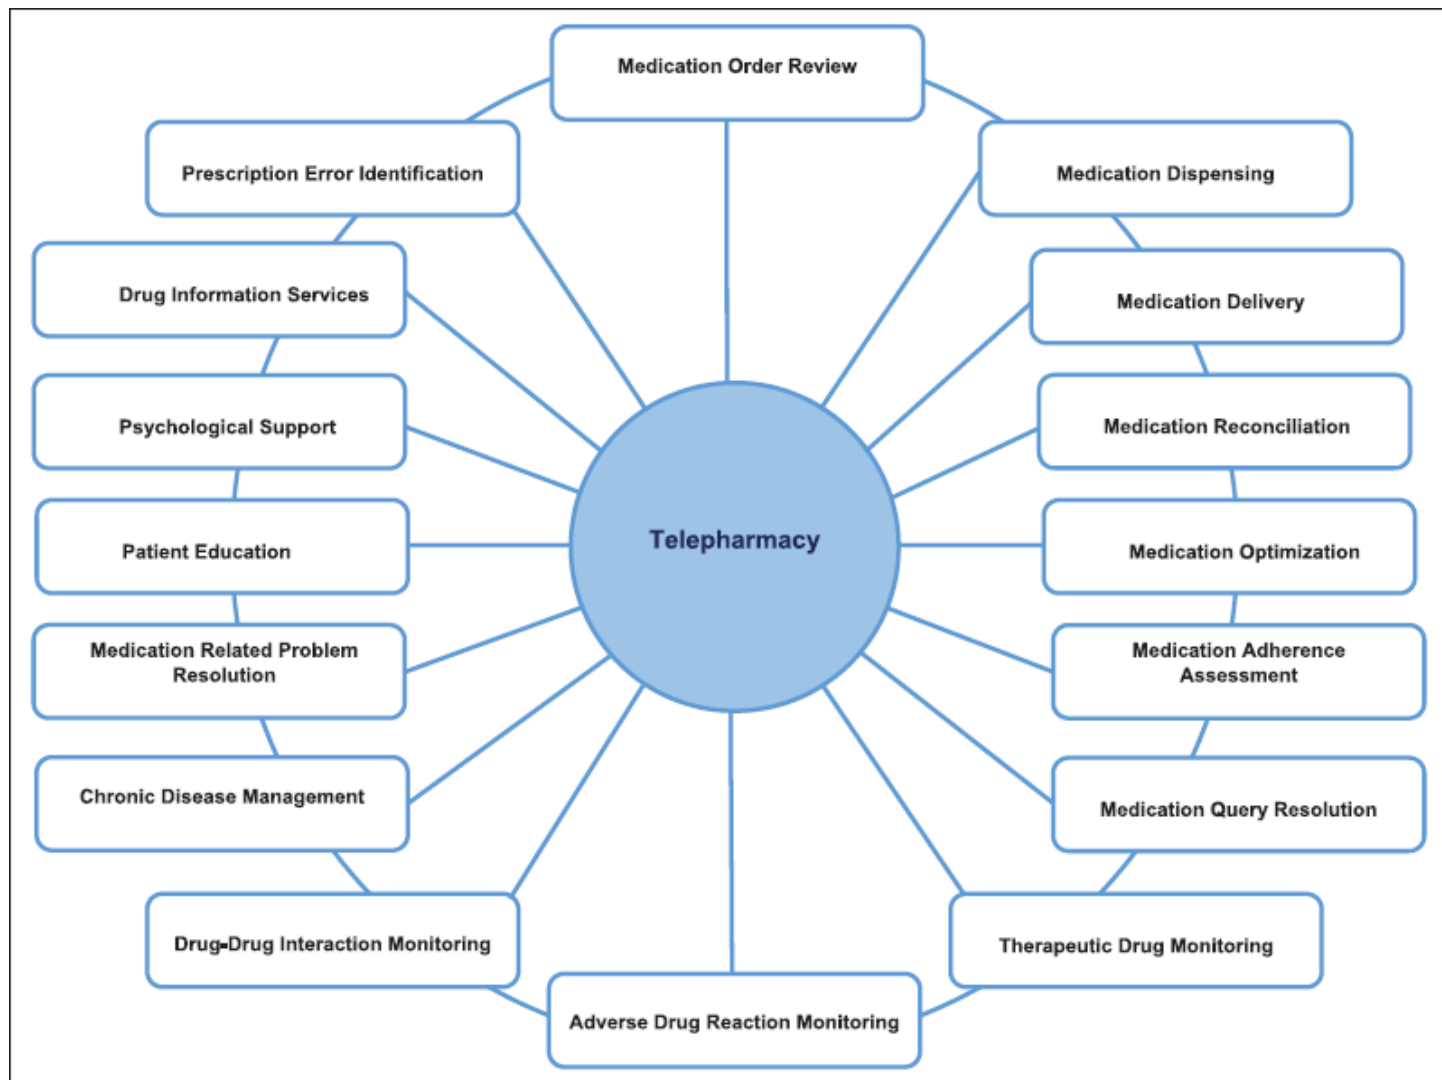 Medication Order Review
Prescription Error Identification
Medication Dispensing
Drug Information Services
Medication Delivery
Psychological Support
Medication Reconciliation
Telepharmacy
Patient Education
Medication Optimization
Medication Related Problem
Resolution
Medication Adherence
Assessment
Chronic Disease Management
Medication Query Resolution
Drug-Drug Interaction Monitoring
Therapeutic Drug Monitoring
Adverse Drug Reaction Monitoring